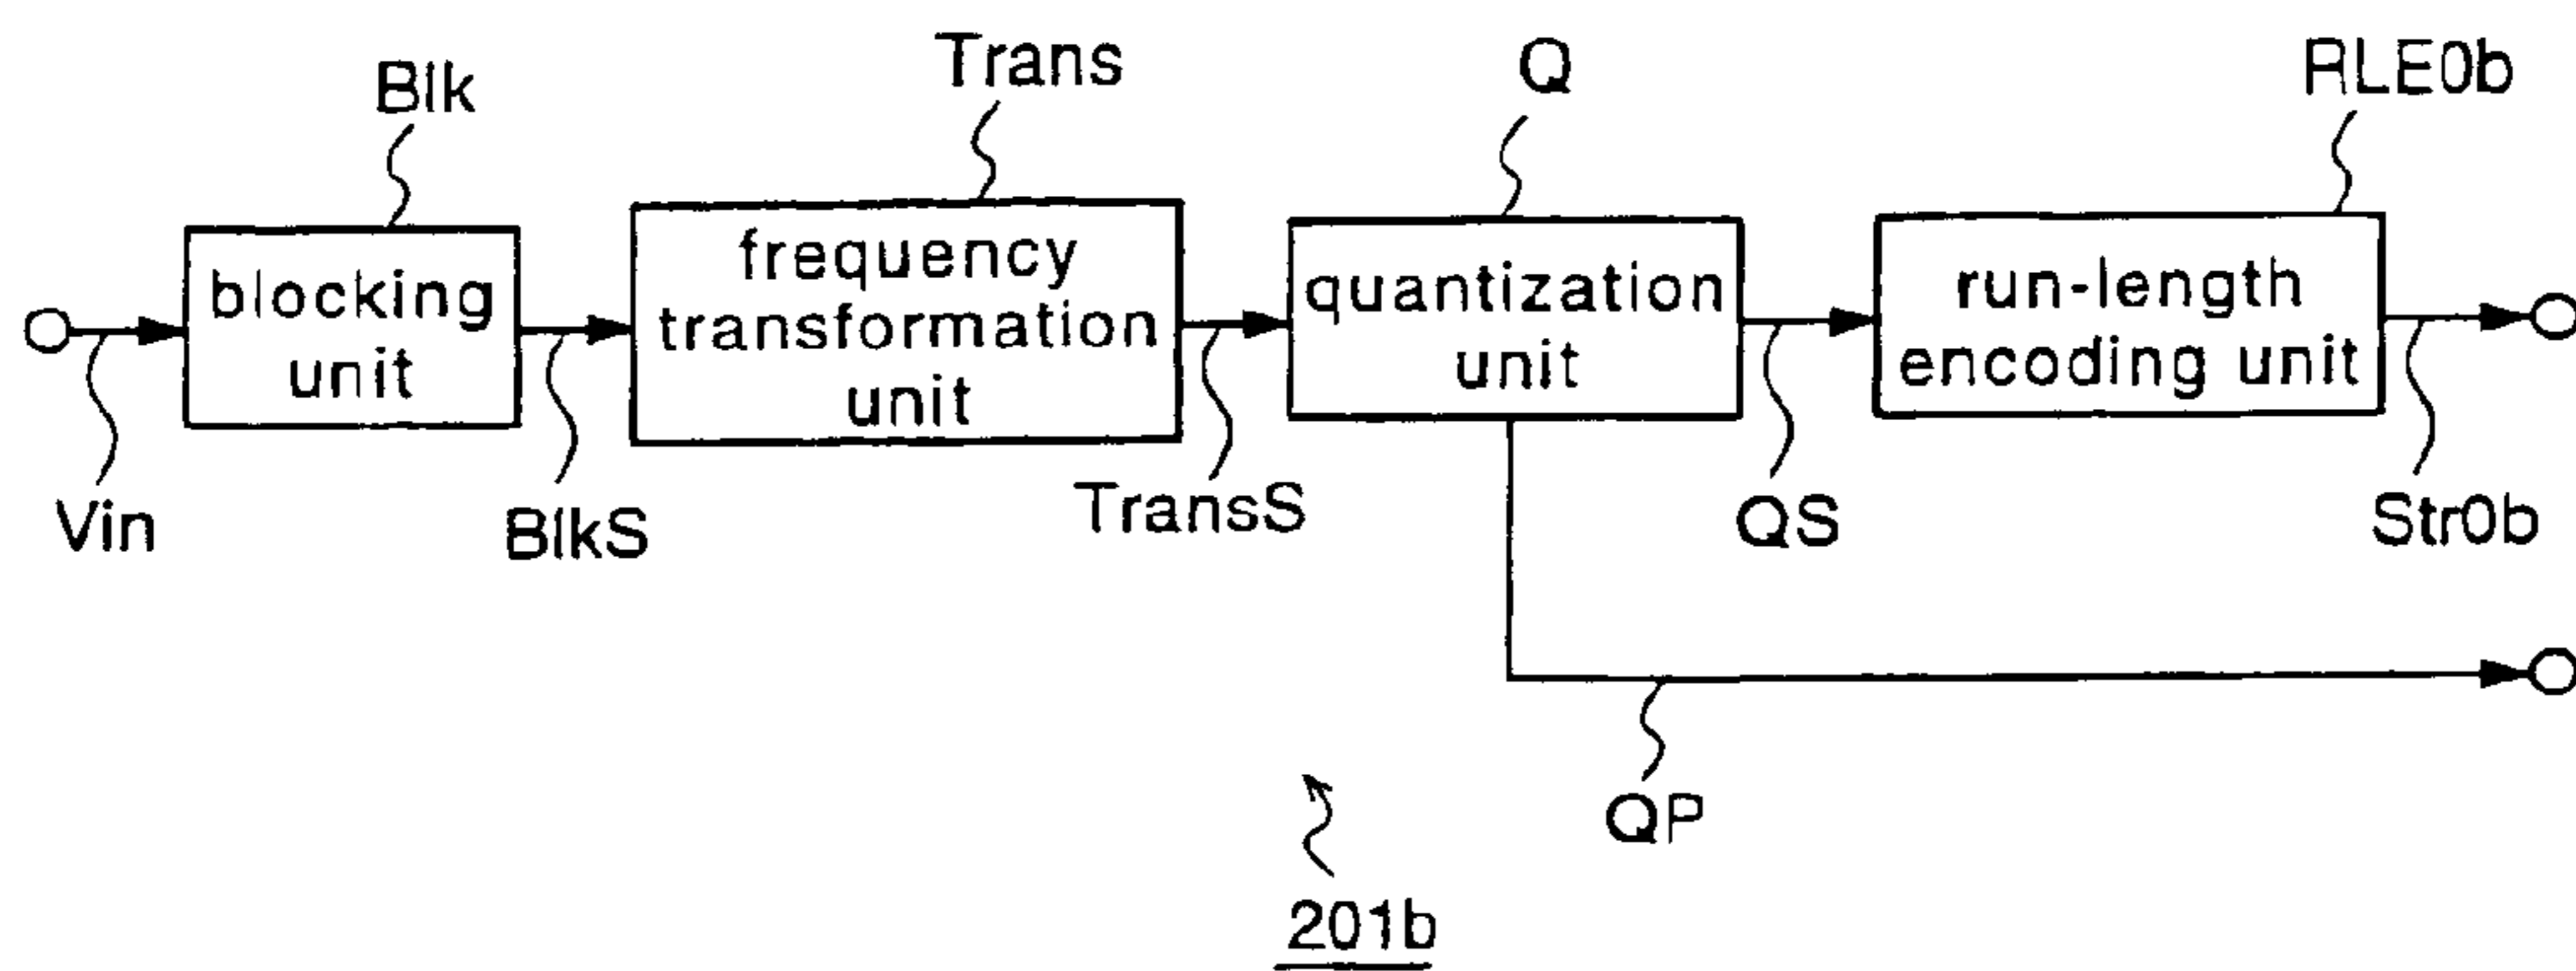 Blk
Trans
Q
RLE0b
blocking
unit
frequency
transformation
unit
quantization
unit
run-length
encoding unit
Vin
BlkS
TransS
QS
Str0b
QP
201b